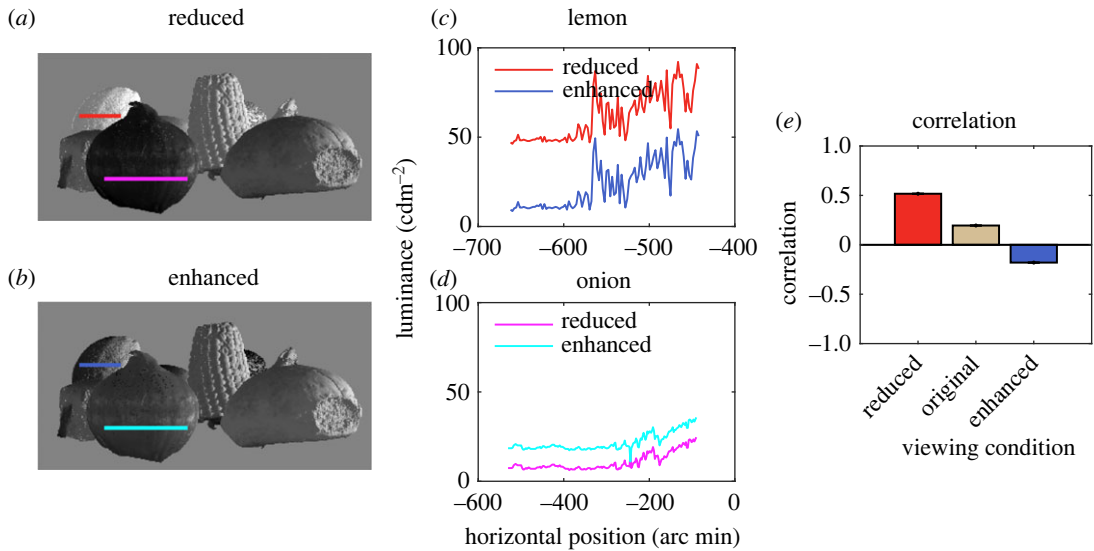 (a) reduced
(b) enhanced
(c) lemon
100
50
0
reduced
enhanced
−700 −600 −500 −400
luminance (cdm−2)
(d) onion
100
50
0
reduced
enhanced
−600 −400 −200 0
horizontal position (arc min)
(e) correlation
1.0
0.5
0
−0.5
−1.0
correlation
reduced original enhanced
viewing condition